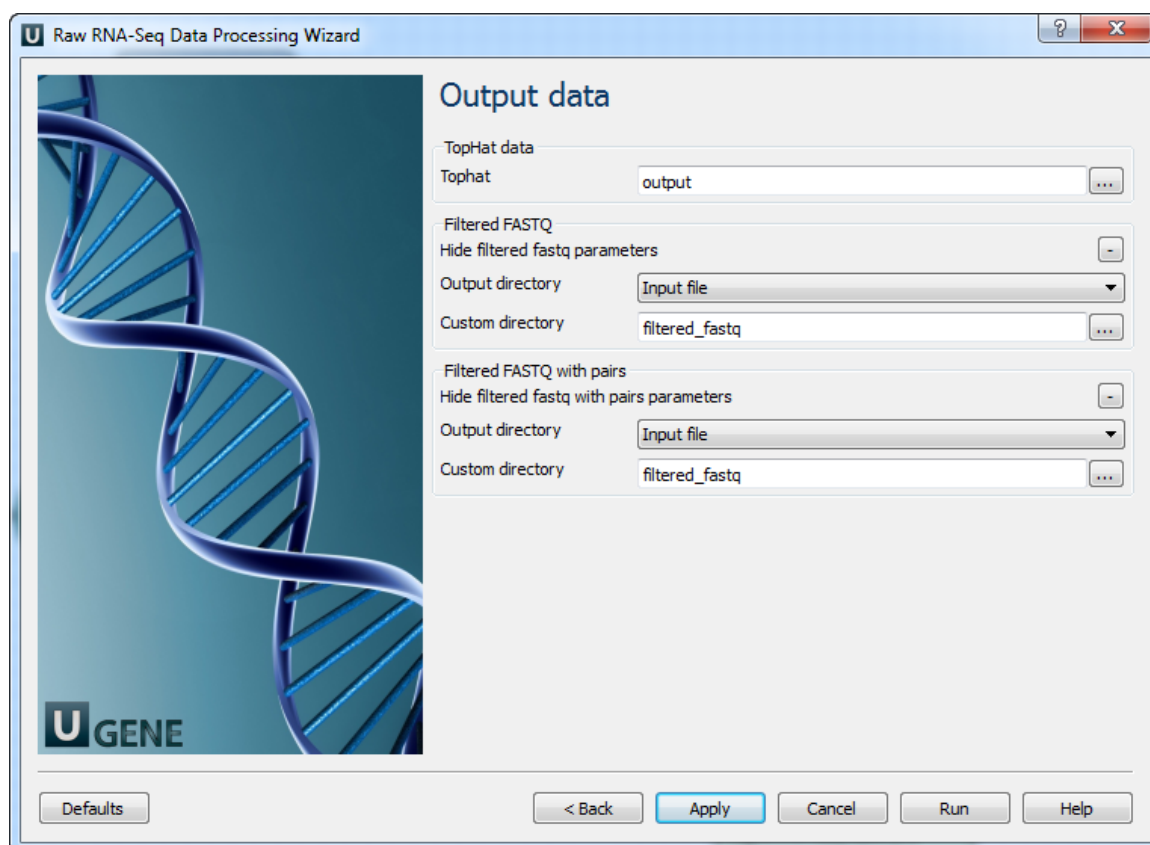 U Raw RNA-Seq Data Processing Wizard
? X
Output data
TopHat data
Tophat output ...
Filtered FASTQ
Hide filtered fastq parameters -
Output directory Input file
Custom directory filtered_fastq ...
Filtered FASTQ with pairs
Hide filtered fastq with pairs parameters -
Output directory Input file
Custom directory filtered_fastq ...
U GENE
Defaults < Back Apply Cancel Run Help